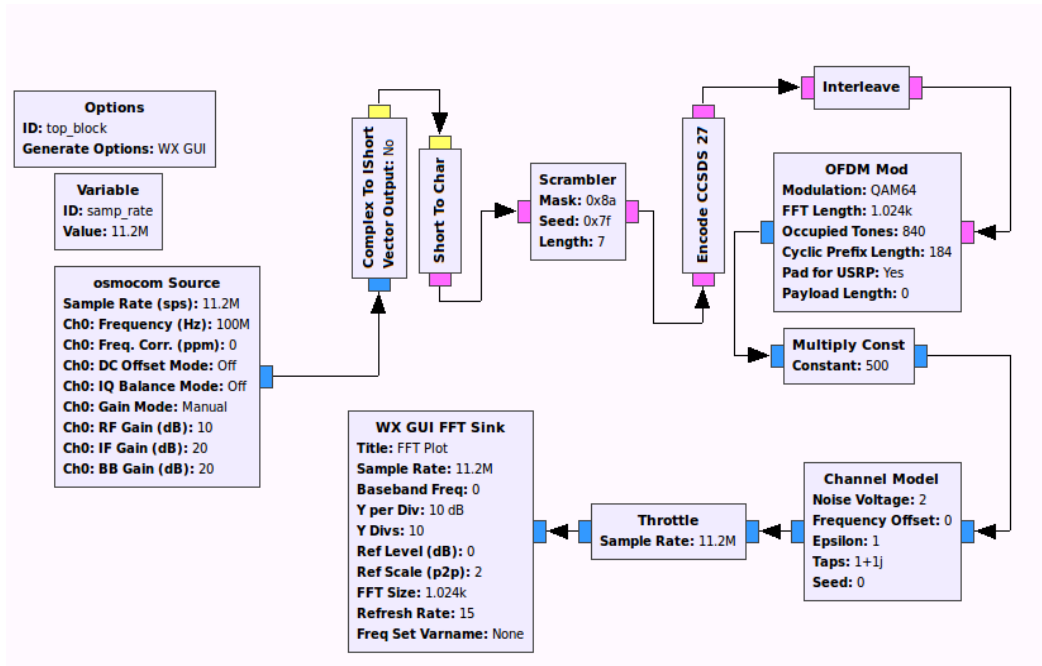 Options
ID: top_block
Generate Options: WX GUI
Variable
ID: samp_rate
Value: 11.2M
osmocom Source
Sample Rate (sps): 11.2M
Ch0: Frequency (Hz): 100M
Ch0: Freq. Corr. (ppm): 0
Ch0: DC Offset Mode: Off
Ch0: IQ Balance Mode: Off
Ch0: Gain Mode: Manual
Ch0: RF Gain (dB): 10
Ch0: IF Gain (dB): 20
Ch0: BB Gain (dB): 20
Complex To IShort
Vector Output: No
Short To Char
Scrambler
Mask: 0x8a
Seed: 0x7f
Length: 7
Encode CCSDS 27
Interleave
OFDM Mod
Modulation: QAM64
FFT Length: 1.024k
Occupied Tones: 840
Cyclic Prefix Length: 184
Pad for USRP: Yes
Payload Length: 0
Multiply Const
Constant: 500
Channel Model
Noise Voltage: 2
Frequency Offset: 0
Epsilon: 1
Taps: 1+1j
Seed: 0
Throttle
Sample Rate: 11.2M
WX GUI FFT Sink
Title: FFT Plot
Sample Rate: 11.2M
Baseband Freq: 0
Y per Div: 10 dB
Y Divs: 10
Ref Level (dB): 0
Ref Scale (p2p): 2
FFT Size: 1.024k
Refresh Rate: 15
Freq Set Varname: None